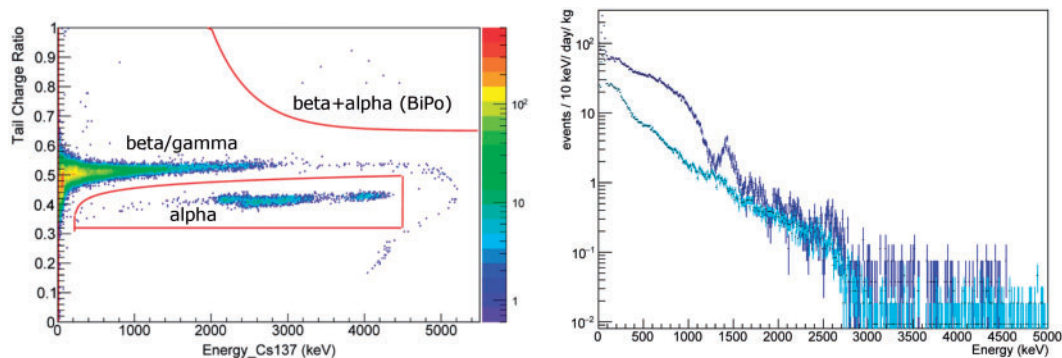 Tail Charge Ratio
1
0.9
0.8
0.7
0.6
0.5
0.4
0.3
0.2
0.1
0
beta+alpha (BiPo)
beta/gamma
alpha
0 1000 2000 3000 4000 5000
Energy_Cs137 (keV)
10²
10
1
events / 10 keV/ day/ kg
10²
10
1
10⁻¹
10⁻²
0 500 1000 1500 2000 2500 3000 3500 4000 4500 5000
Energy (keV)